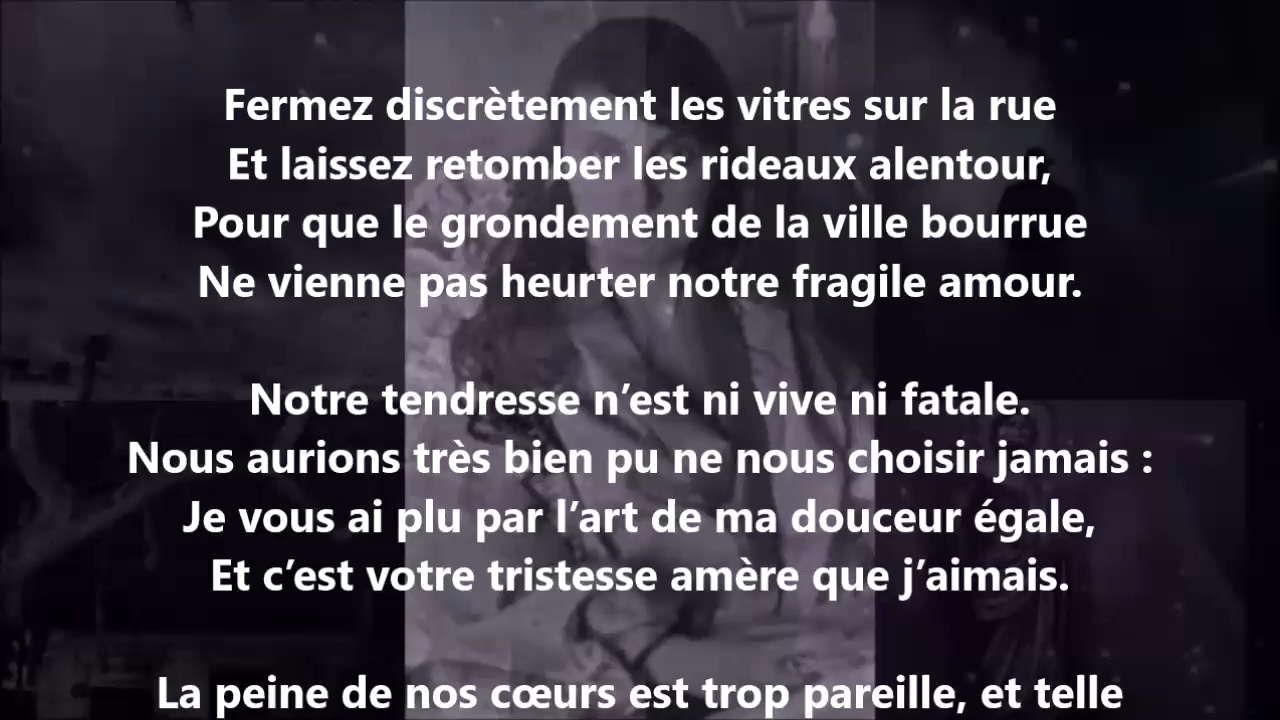 Fermez discrètement les vitres sur la rue
Et laissez retomber les rideaux alentour,
Pour que le grondement de la ville bourrue
Ne vienne pas heurter notre fragile amour.
Notre tendresse n’est ni vive ni fatale.
Nous aurions très bien pu ne nous choisir jamais :
Je vous ai plu par l’art de ma douceur égale,
Et c’est votre tristesse amère que j’aimais.
La peine de nos cœurs est trop pareille, et telle